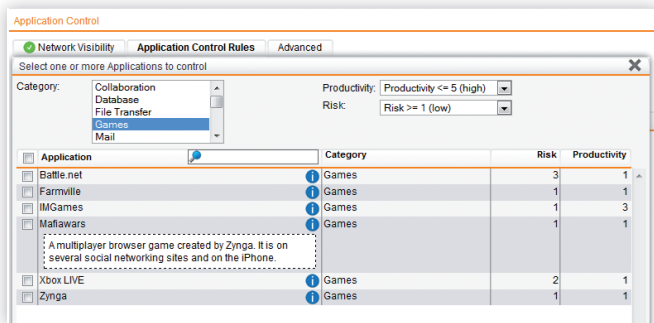 Application Control
Network Visibility Application Control Rules Advanced
Select one or more Applications to control
Category: Collaboration Productivity: Productivity <= 5 (high)
Database
File Transfer Risk: Risk >= 1 (low)
Games
Mail
Application Category Risk Productivity
Battle.net Games 3 1
Farmville Games 1 1
IMGames Games 1 3
Mafiawars Games 1 1
A multiplayer browser game created by Zynga. It is on
several social networking sites and on the iPhone.
Xbox LIVE Games 2 1
Zynga Games 1 1